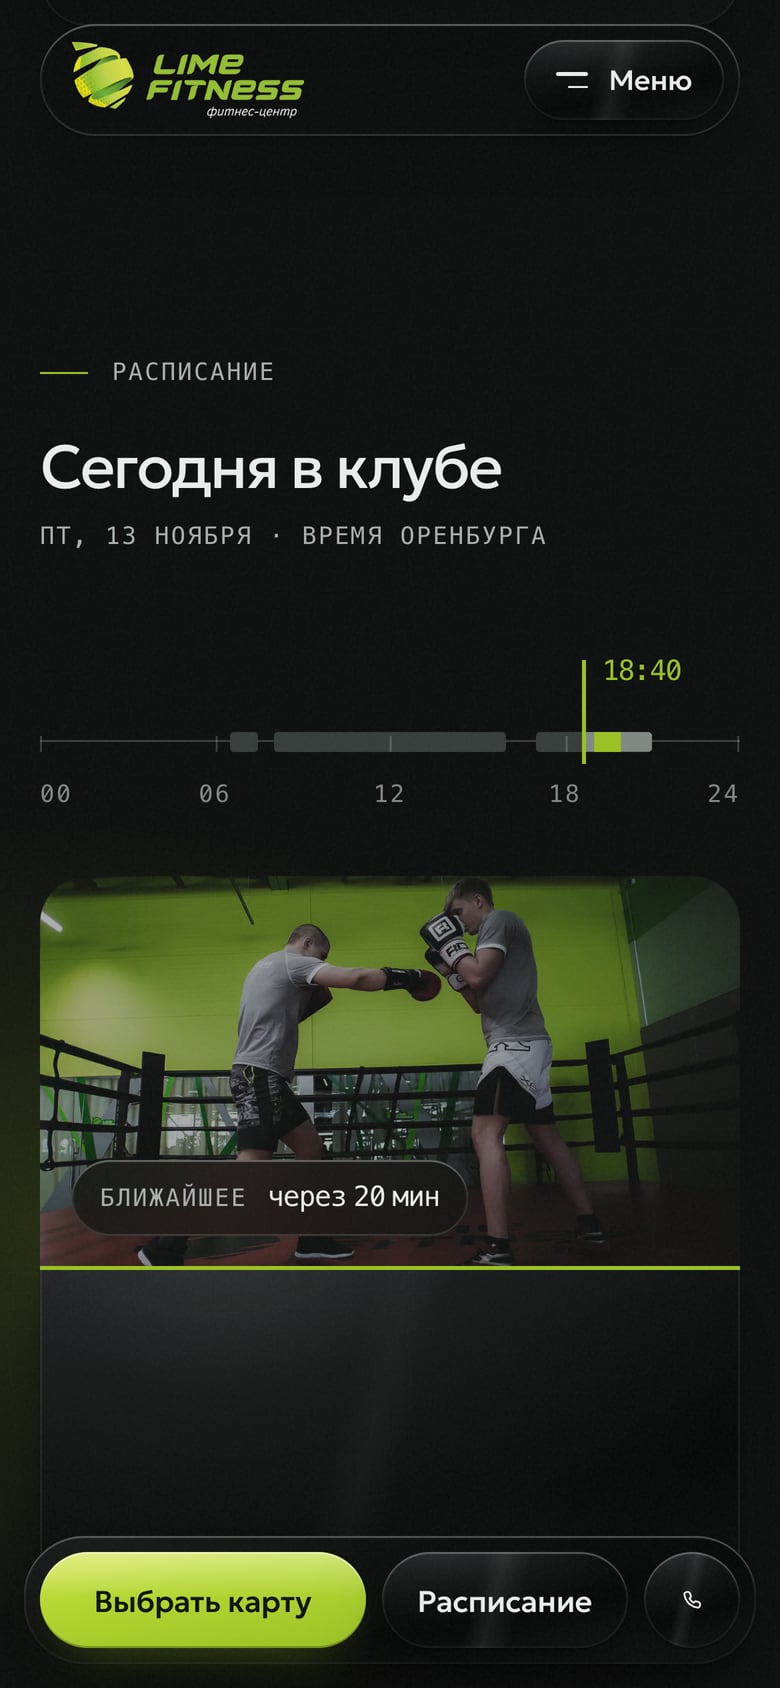 LIME
FITNESS
фитнес-центр
Меню
РАСПИСАНИЕ
Сегодня в клубе
ПТ, 13 НОЯБРЯ · ВРЕМЯ ОРЕНБУРГА
18:40
00 06 12 18 24
БЛИЖАЙШЕЕ через 20 мин
Выбрать карту
Расписание